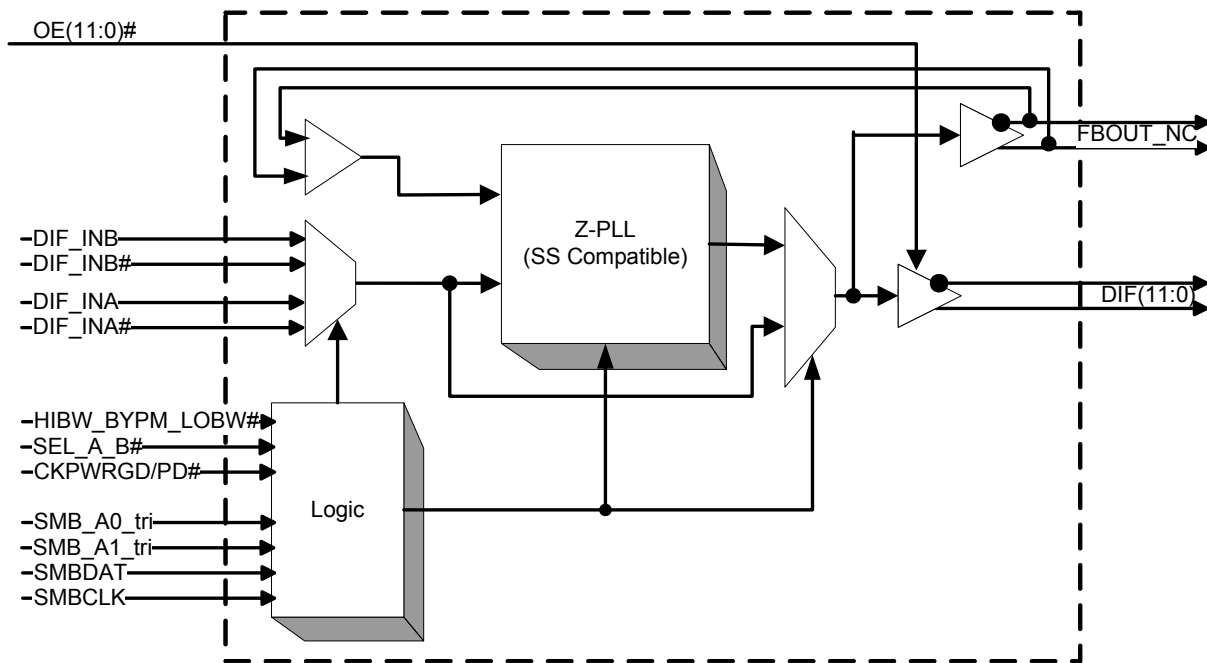 OE(11:0)#
FBOUT_NC
Z-PLL
(SS Compatible)
DIF_INB
DIF_INB#
DIF_INA
DIF_INA#
DIF(11:0)
HIBW_BYPM_LOBW#
SEL_A_B#
CKPWRGD/PD#
Logic
SMB_A0_tri
SMB_A1_tri
SMBDAT
SMBCLK